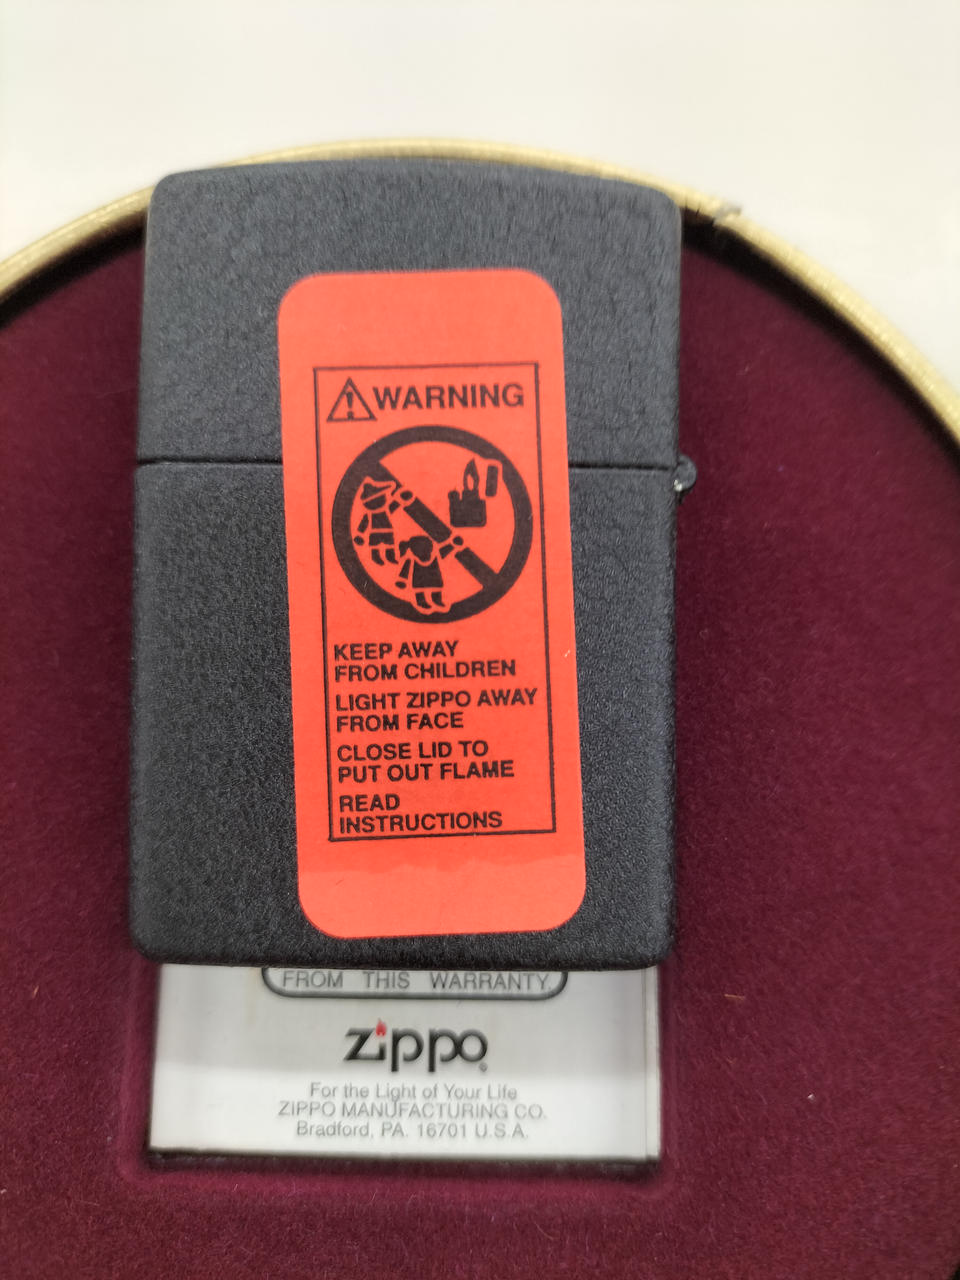 WARNING
KEEP AWAY
FROM CHILDREN
LIGHT ZIPPO AWAY
FROM FACE
CLOSE LID TO
PUT OUT FLAME
READ
INSTRUCTIONS
FROM THIS WARRANTY.
zippo
For the Light of Your Life
ZIPPO MANUFACTURING CO.
Bradford, PA. 16701 U.S.A.